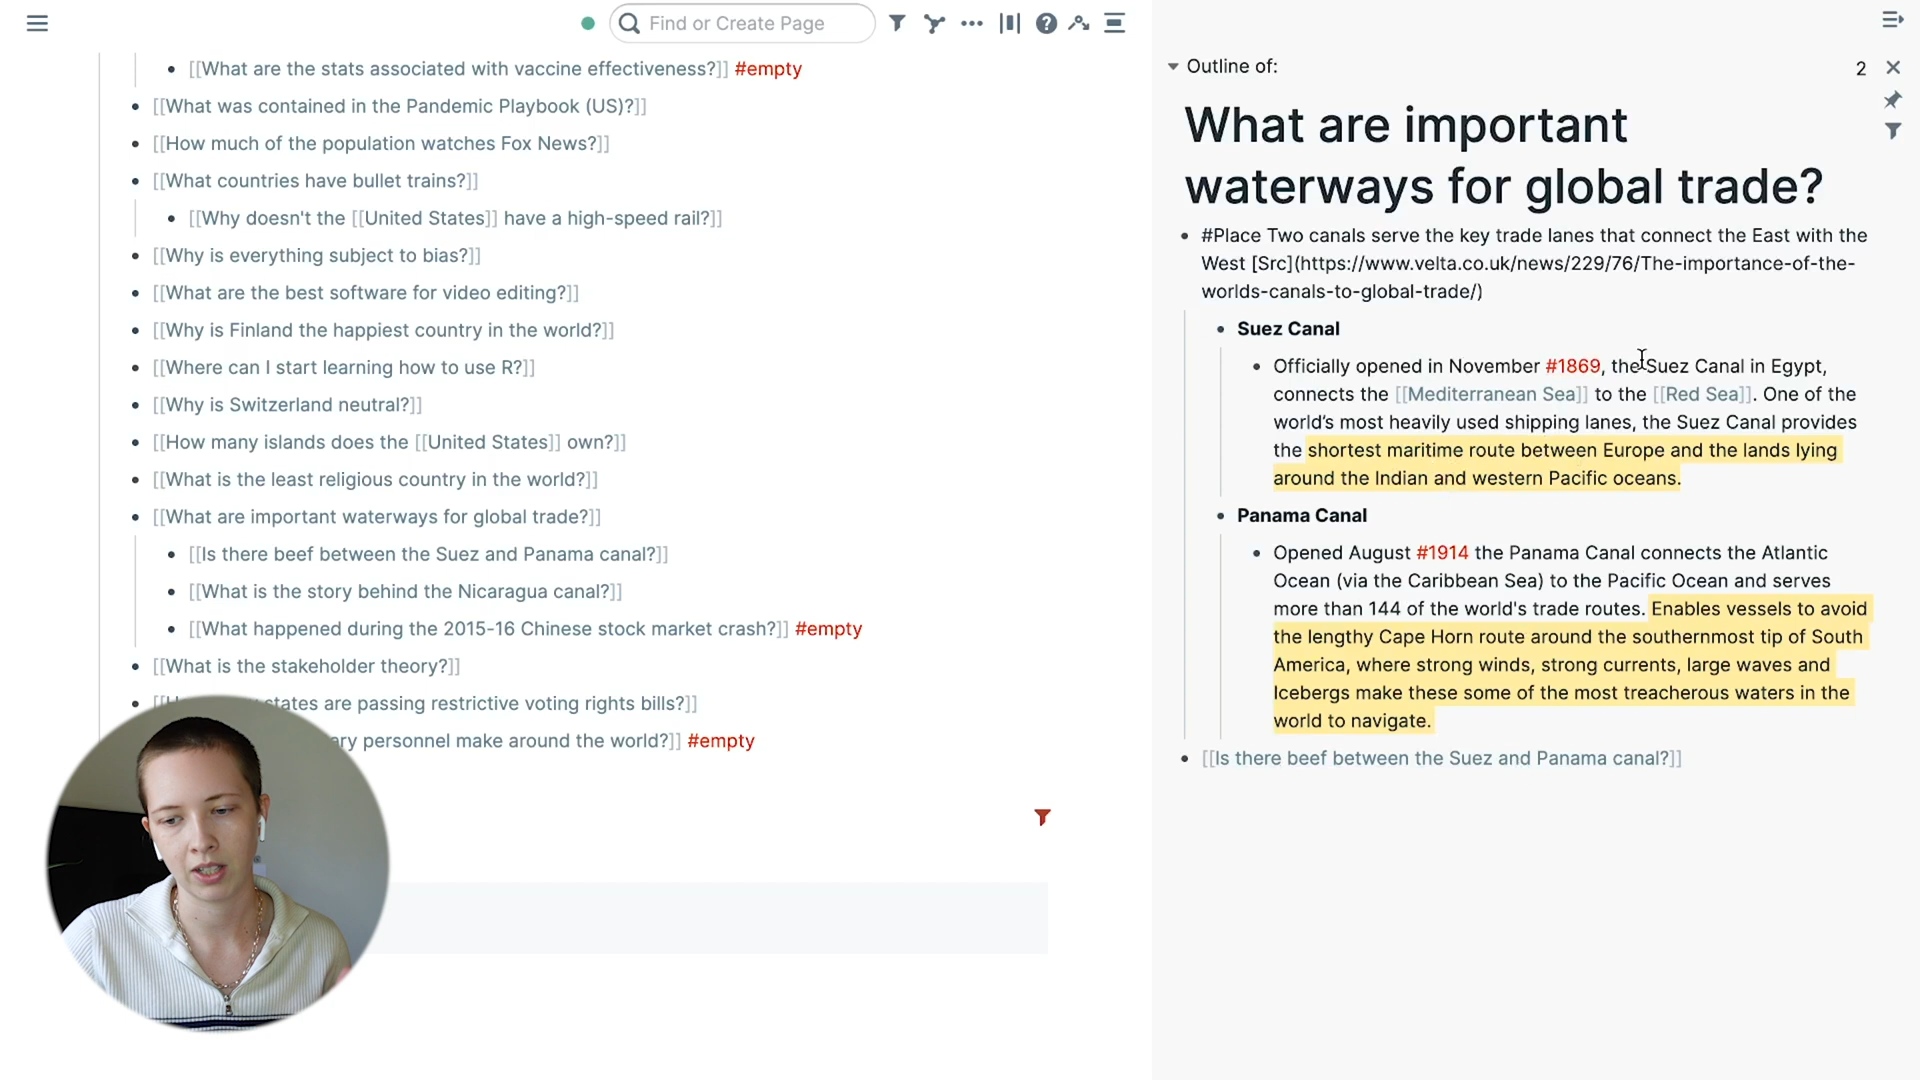 Find or Create Page
[[What are the stats associated with vaccine effectiveness?]] #empty
[[What was contained in the Pandemic Playbook (US)?]]
[[How much of the population watches Fox News?]]
[[What countries have bullet trains?]]
[[Why doesn't the [[United States]] have a high-speed rail?]]
[[Why is everything subject to bias?]]
[[What are the best software for video editing?]]
[[Why is Finland the happiest country in the world?]]
[[Where can I start learning how to use R?]]
[[Why is Switzerland neutral?]]
[[How many islands does the [[United States]] own?]]
[[What is the least religious country in the world?]]
[[What are important waterways for global trade?]]
[[Is there beef between the Suez and Panama canal?]]
[[What is the story behind the Nicaragua canal?]]
[[What happened during the 2015-16 Chinese stock market crash?]] #empty
[[What is the stakeholder theory?]]
states are passing restrictive voting rights bills?]]
personnel make around the world?]] #empty
Outline of:
2
What are important
waterways for global trade?
#Place Two canals serve the key trade lanes that connect the East with the
West [Src](https://www.velta.co.uk/news/229/76/The-importance-of-the-
worlds-canals-to-global-trade/)
Suez Canal
Officially opened in November #1869, the Suez Canal in Egypt,
connects the [[Mediterranean Sea]] to the [[Red Sea]]. One of the
world’s most heavily used shipping lanes, the Suez Canal provides
the shortest maritime route between Europe and the lands lying
around the Indian and western Pacific oceans.
Panama Canal
Opened August #1914 the Panama Canal connects the Atlantic
Ocean (via the Caribbean Sea) to the Pacific Ocean and serves
more than 144 of the world's trade routes. Enables vessels to avoid
the lengthy Cape Horn route around the southernmost tip of South
America, where strong winds, strong currents, large waves and
Icebergs make these some of the most treacherous waters in the
world to navigate.
[[Is there beef between the Suez and Panama canal?]]